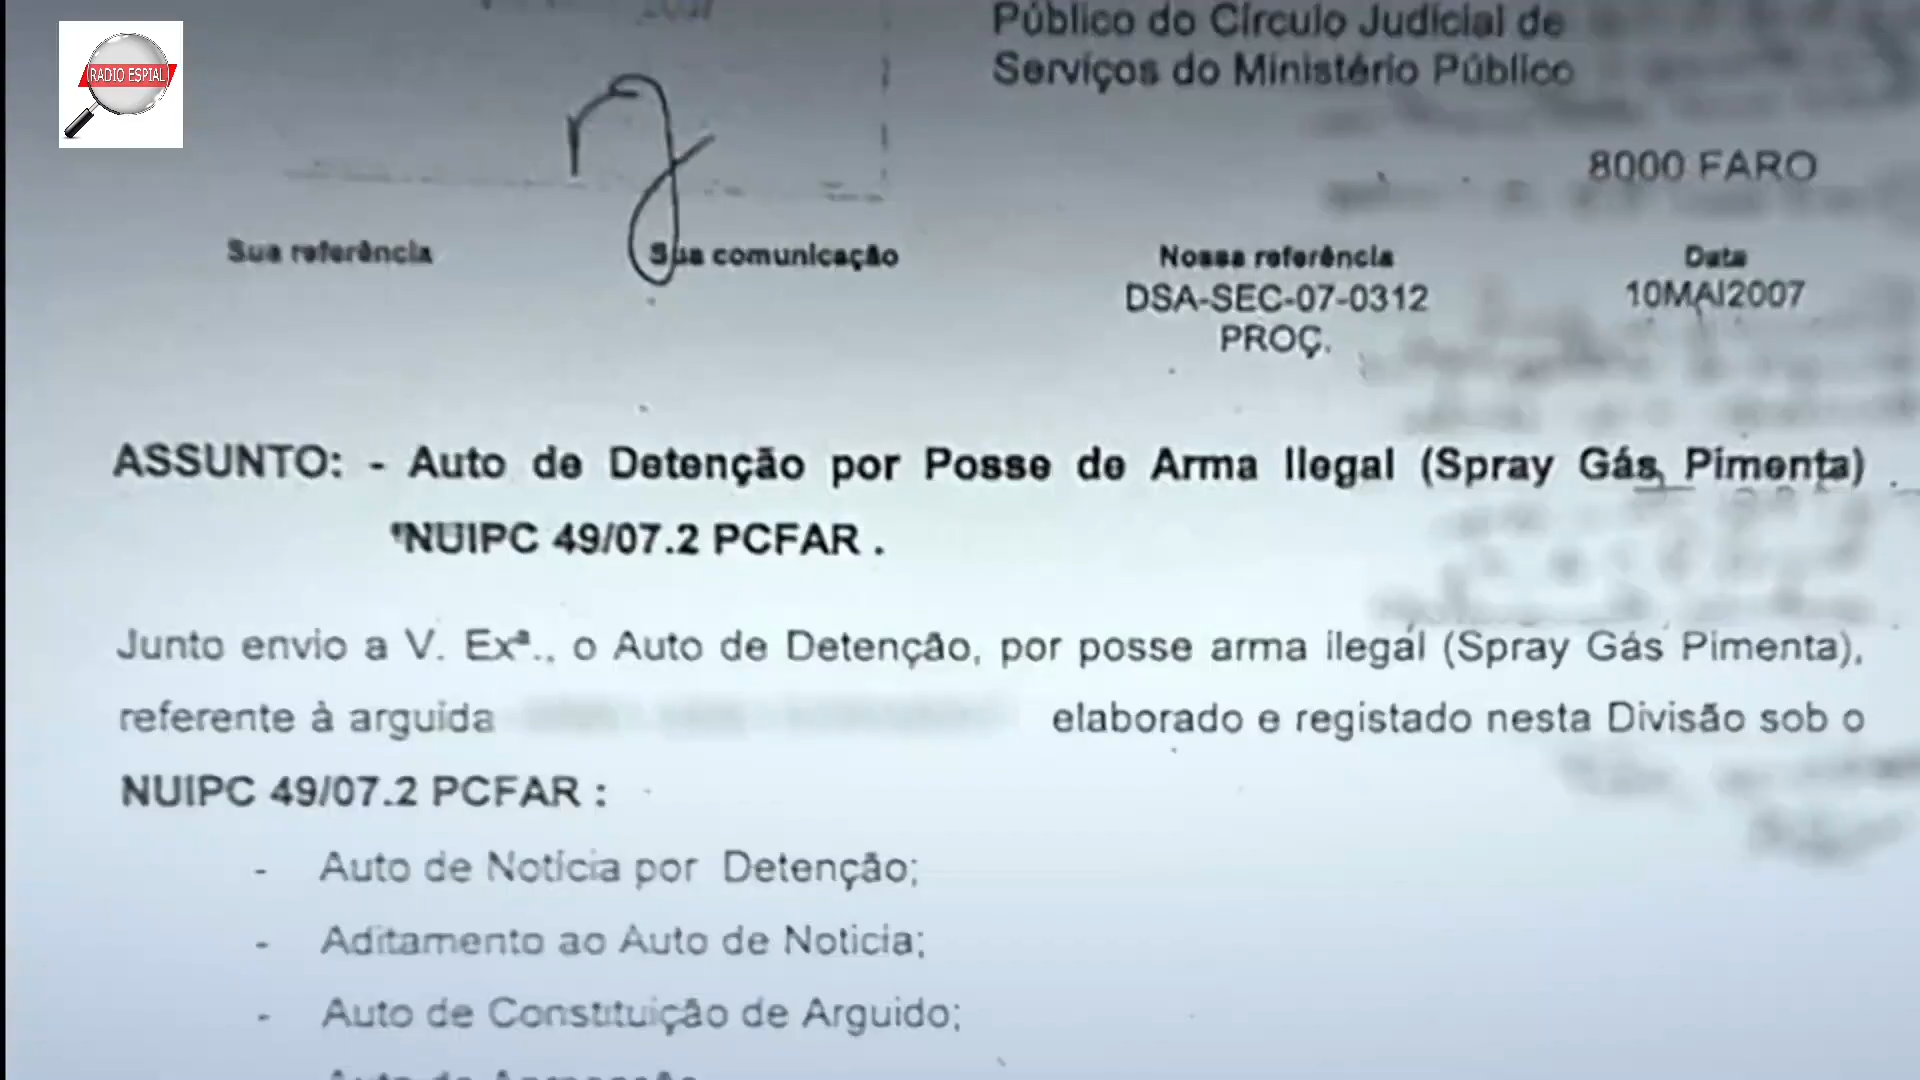 RADIO ESPIAL
Público do Círculo Judicial de
Serviços do Ministério Público
8000 FARO
Sua referência Sua comunicação Nossa referência Data
DSA-SEC-07-0312 10MAI2007
PROÇ.
ASSUNTO: - Auto de Detenção por Posse de Arma Ilegal (Spray Gás Pimenta) .
NUIPC 49/07.2 PCFAR .
Junto envio a V. Exª., o Auto de Detenção, por posse arma ilegal (Spray Gás Pimenta),
referente à arguida elaborado e registado nesta Divisão sob o
NUIPC 49/07.2 PCFAR :
- Auto de Notícia por Detenção;
- Aditamento ao Auto de Noticia;
- Auto de Constituição de Arguido;